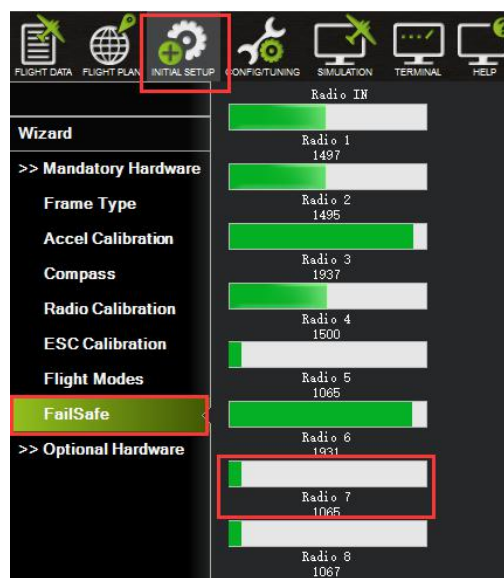 FLIGHT DATA FLIGHT PLAN INITIAL SETUP CONFIG/TUNING SIMULATION TERMINAL HELP
Radio IN
Wizard
>> Mandatory Hardware
Frame Type
Accel Calibration
Compass
Radio Calibration
ESC Calibration
Flight Modes
FailSafe
>> Optional Hardware
Radio 1
1497
Radio 2
1495
Radio 3
1937
Radio 4
1500
Radio 5
1065
Radio 6
1931
Radio 7
1065
Radio 8
1067